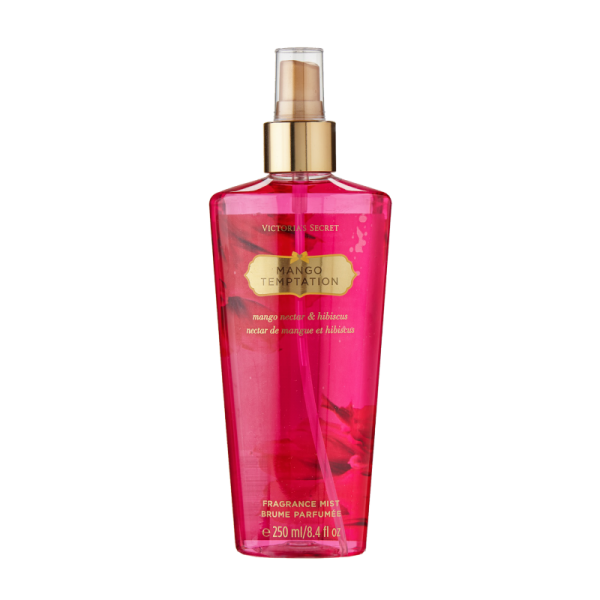 VICTORIA'S SECRET
MANGO
TEMPTATION
mango nectar & hibiscus
nectar de mangue et hibiscus
FRAGRANCE MIST
BRUME PARFUMÉE
e 250 ml/8.4 fl oz